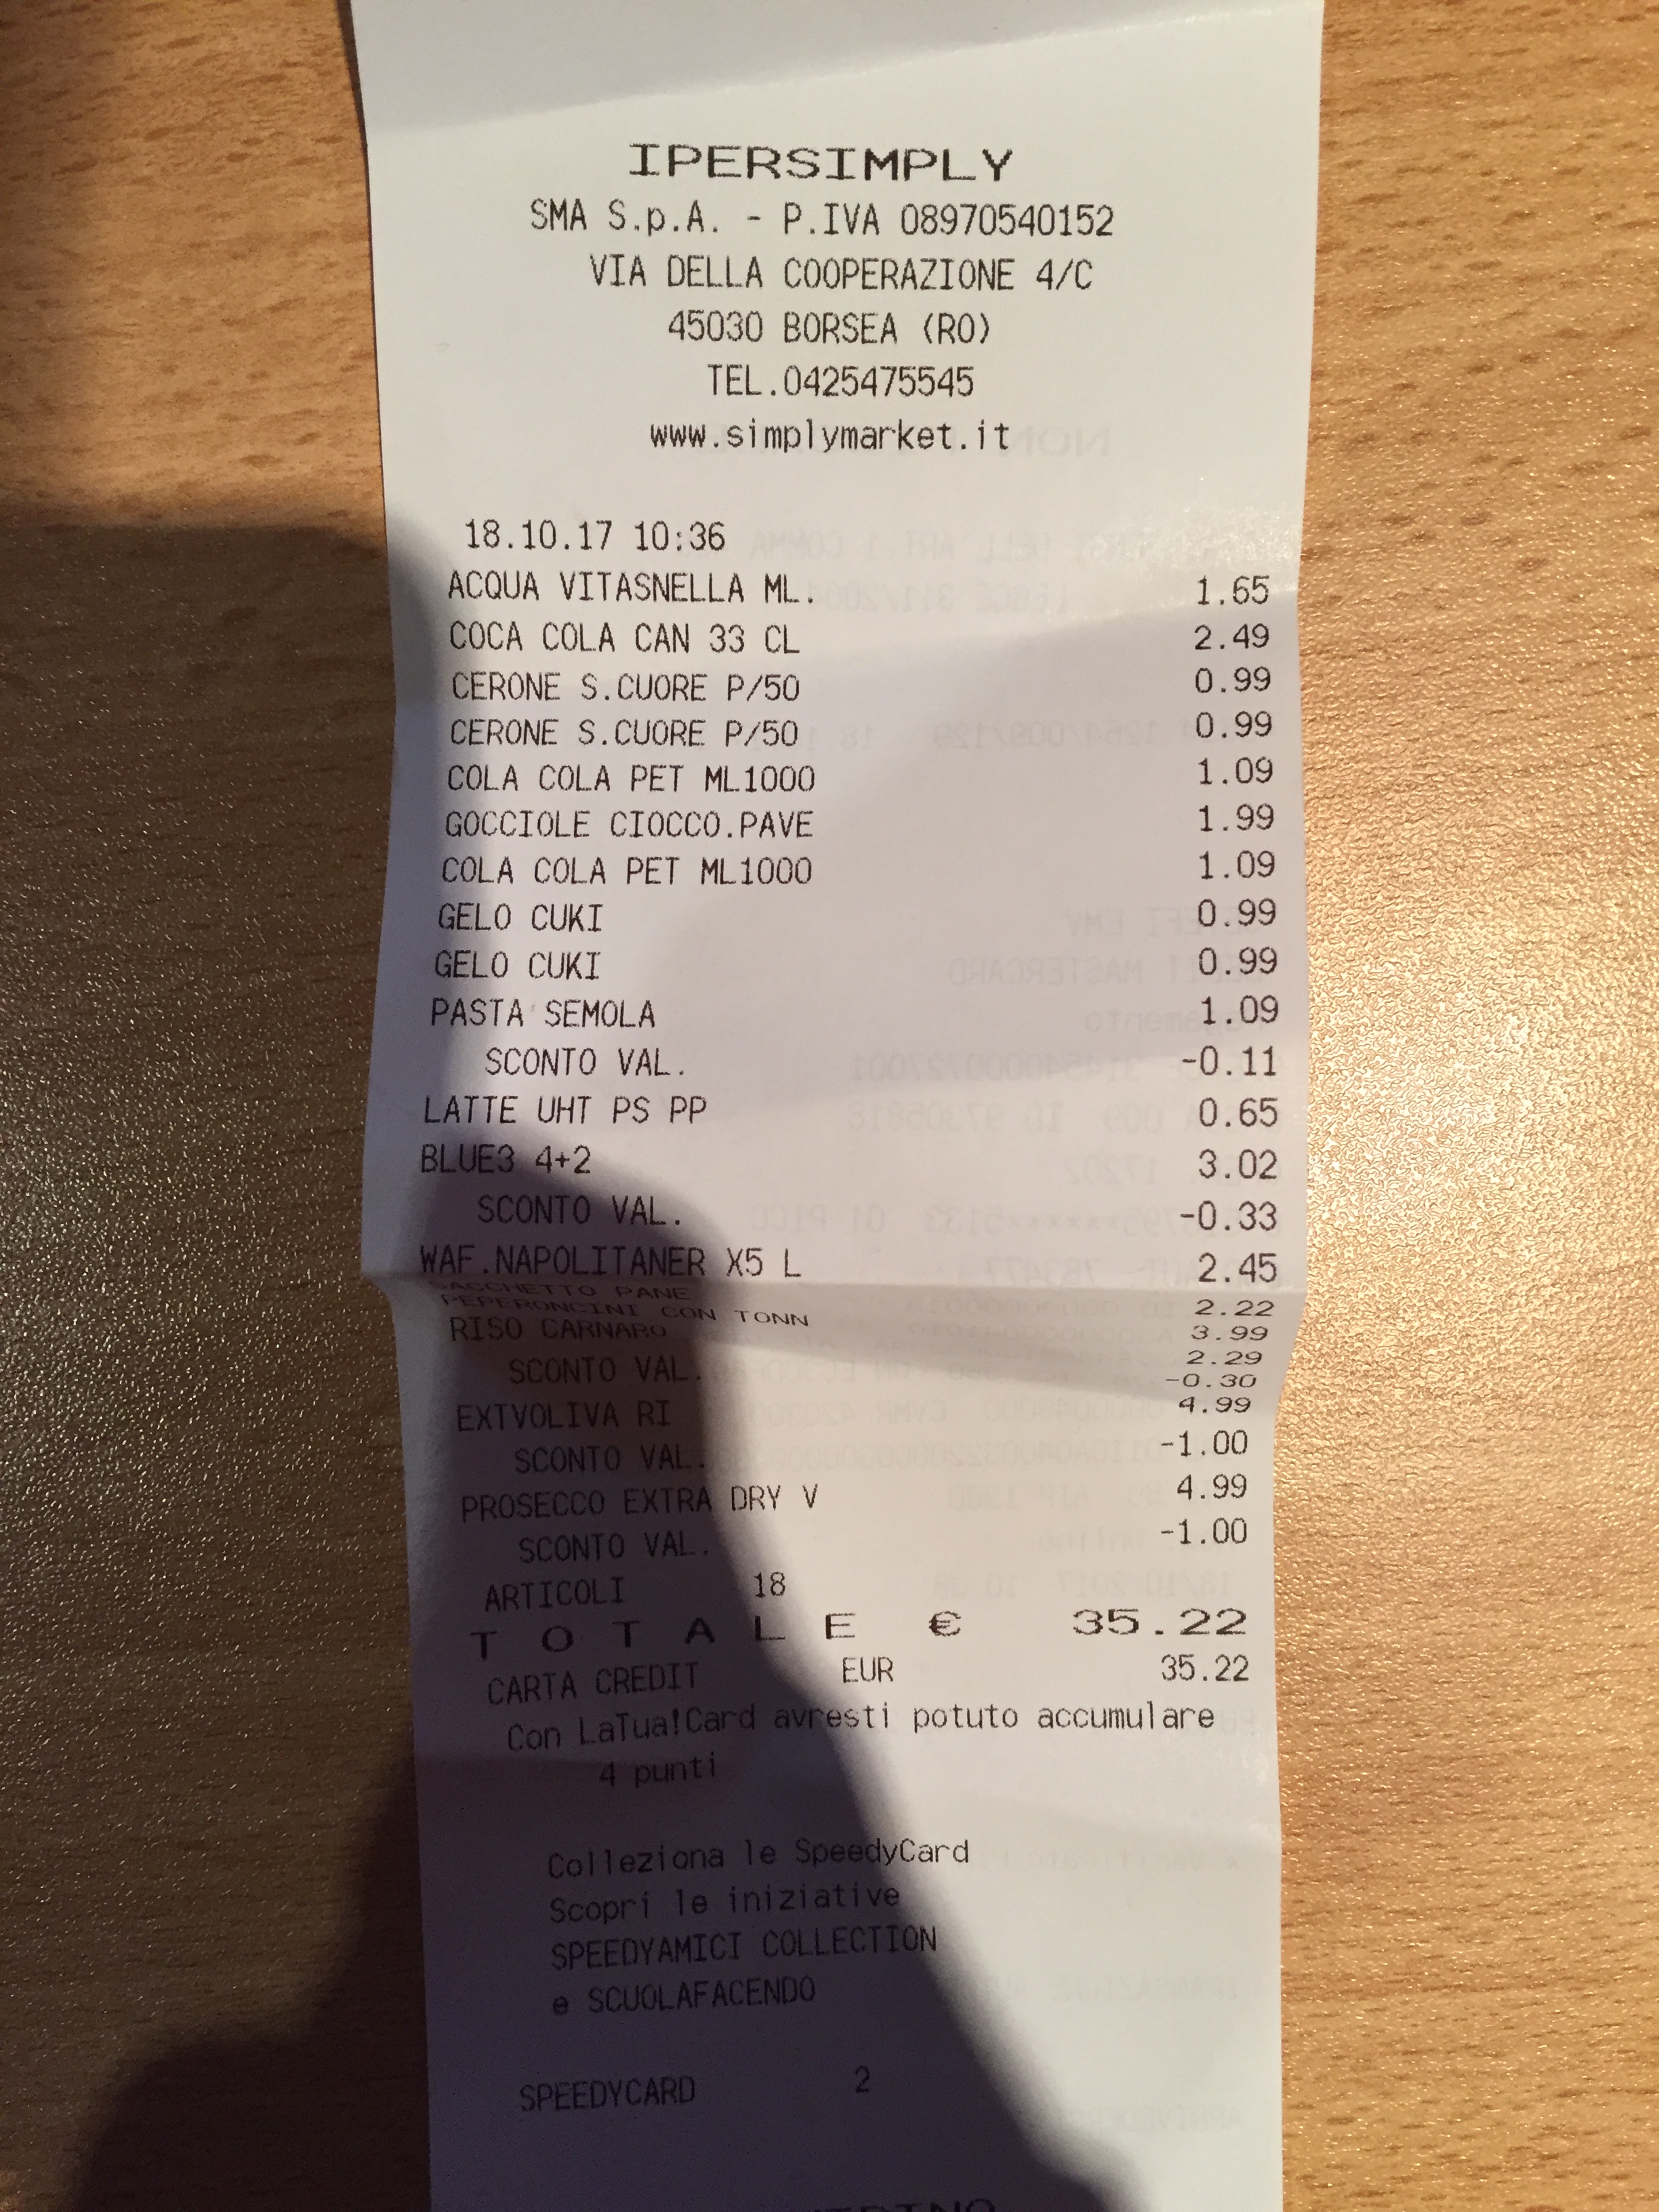 IPERSIMPLY
SMA S.p.A. - P.IVA 08970540152
VIA DELLA COOPERAZIONE 4/C
45030 BORSEA (RO)
TEL.0425475545
www.simplymarket.it
18.10.17 10:36
ACQUA VITASNELLA ML. 1.65
COCA COLA CAN 33 CL 2.49
CERONE S.CUORE P/50 0.99
CERONE S.CUORE P/50 0.99
COLA COLA PET ML1000 1.09
GOCCIOLE CIOCCO.PAVE 1.99
COLA COLA PET ML1000 1.09
GELO CUKI 0.99
GELO CUKI 0.99
PASTA SEMOLA 1.09
SCONTO VAL. -0.11
LATTE UHT PS PP 0.65
BLUE3 4+2 3.02
SCONTO VAL. -0.33
WAF.NAPOLITANER X5 L 2.45
SACCHETTO PANE 2.22
PEPERONCINI CON TONN 3.99
RISO CARNARO 2.29
SCONTO VAL. -0.30
EXTVOLIVA RI 4.99
SCONTO VAL. -1.00
PROSECCO EXTRA DRY V 4.99
SCONTO VAL. -1.00
ARTICOLI 18
T O T A L E € 35.22
CARTA CREDIT EUR 35.22
Con LaTua!Card avresti potuto accumulare
4 punti
Colleziona le SpeedyCard
Scopri le iniziative
SPEEDYAMICI COLLECTION
e SCUOLAFACENDO
SPEEDYCARD 2